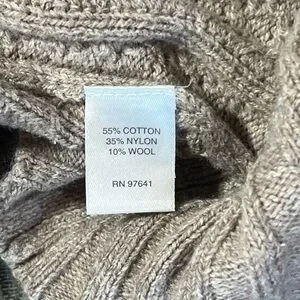 55% COTTON
35% NYLON
10% WOOL
RN 97641